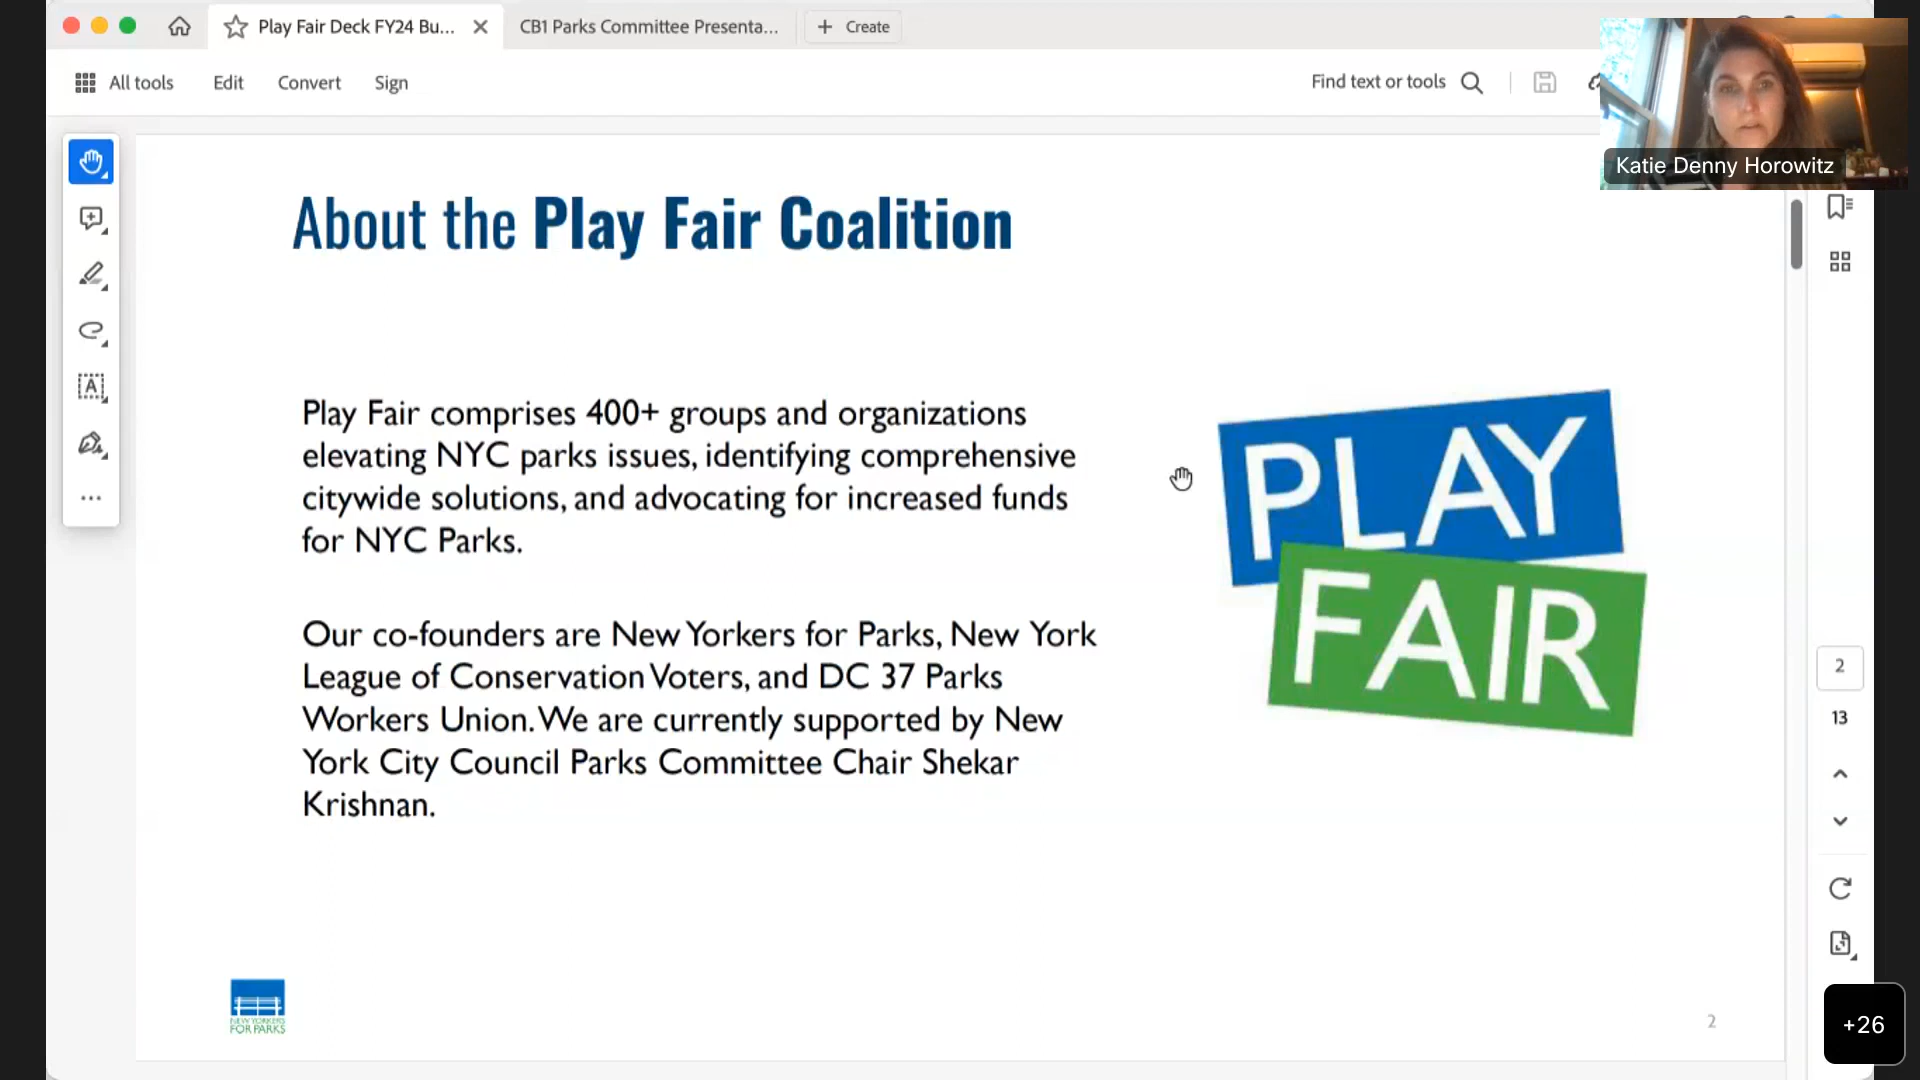 Play Fair Deck FY24 Bu...
CB1 Parks Committee Presenta...
+ Create
All tools
Edit
Convert
Sign
Find text or tools
Katie Denny Horowitz
About the Play Fair Coalition
Play Fair comprises 400+ groups and organizations
elevating NYC parks issues, identifying comprehensive
citywide solutions, and advocating for increased funds
for NYC Parks.
Our co-founders are New Yorkers for Parks, New York
League of Conservation Voters, and DC 37 Parks
Workers Union. We are currently supported by New
York City Council Parks Committee Chair Shekar
Krishnan.
PLAY
FAIR
2
13
NEW YORKERS
FOR PARKS
2
+26